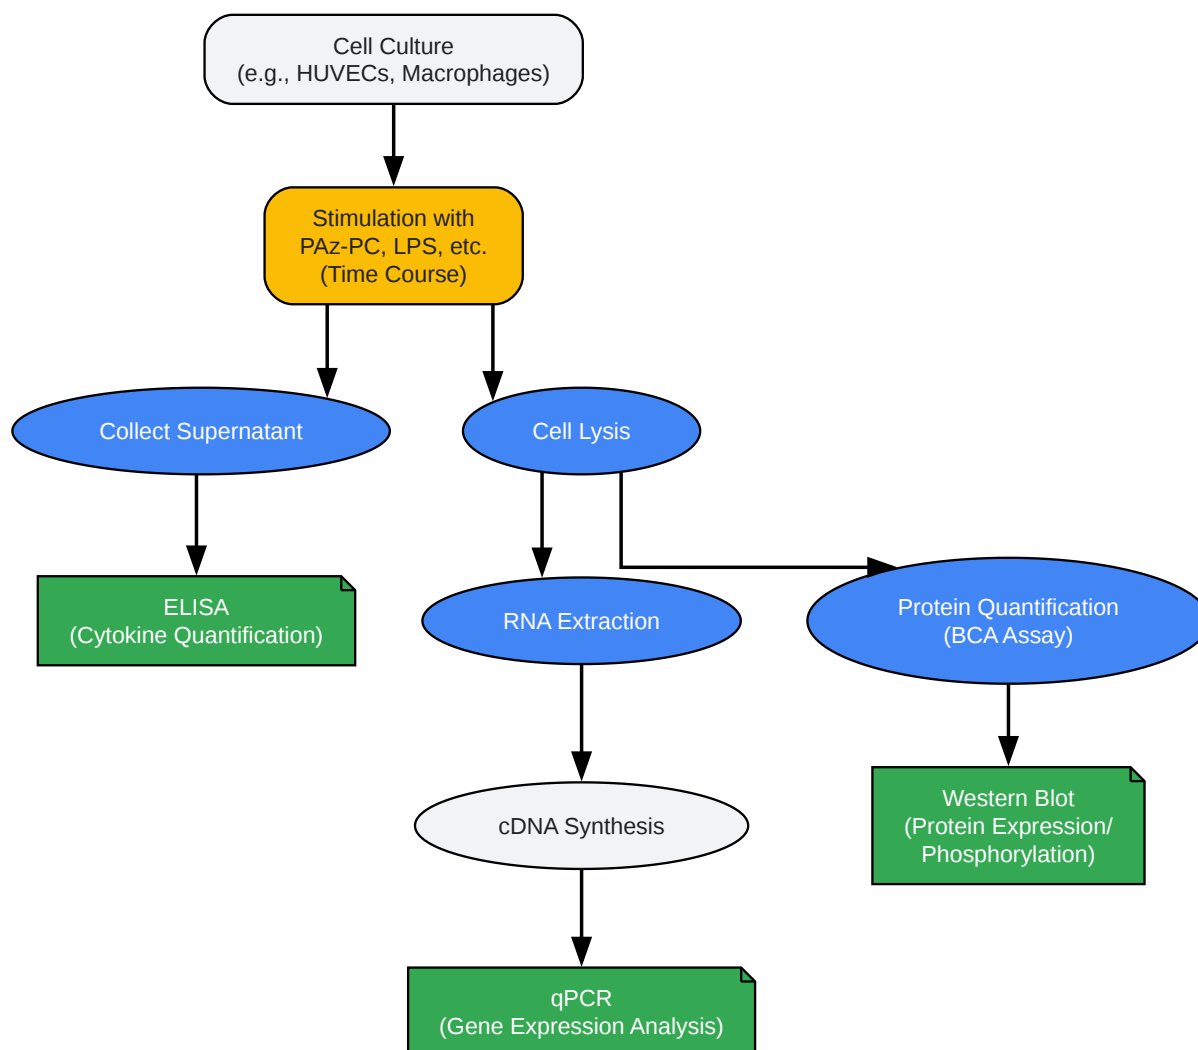 Cell Culture
(e.g., HUVECs, Macrophages)
Stimulation with
PAz-PC, LPS, etc.
(Time Course)
Collect Supernatant
Cell Lysis
ELISA
(Cytokine Quantification)
RNA Extraction
Protein Quantification
(BCA Assay)
Western Blot
(Protein Expression/
Phosphorylation)
cDNA Synthesis
qPCR
(Gene Expression Analysis)